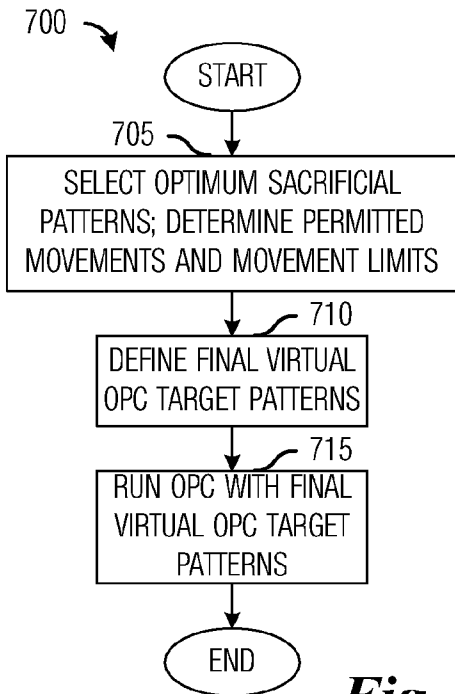 700
START
705
SELECT OPTIMUM SACRIFICIAL
PATTERNS; DETERMINE PERMITTED
MOVEMENTS AND MOVEMENT LIMITS
710
DEFINE FINAL VIRTUAL
OPC TARGET PATTERNS
715
RUN OPC WITH FINAL
VIRTUAL OPC TARGET
PATTERNS
END
Fig